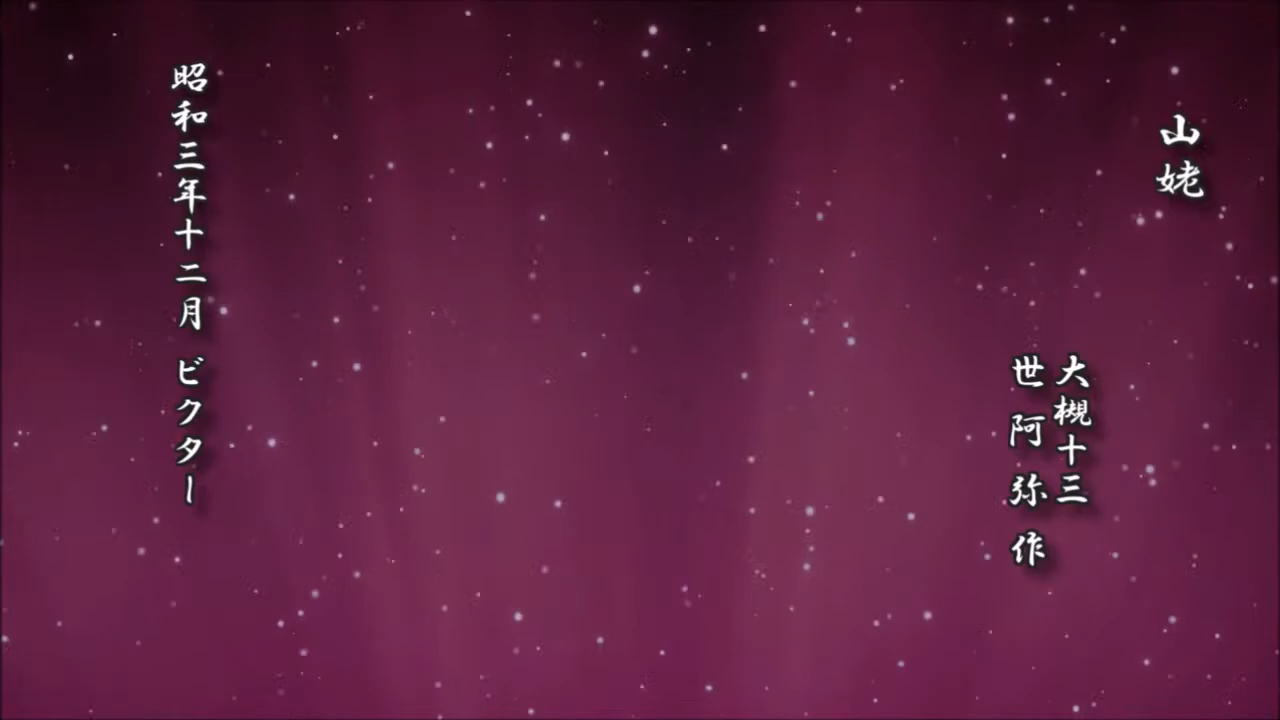 山姥
大槻十三
世阿弥作
昭和三年十二月 ビクター